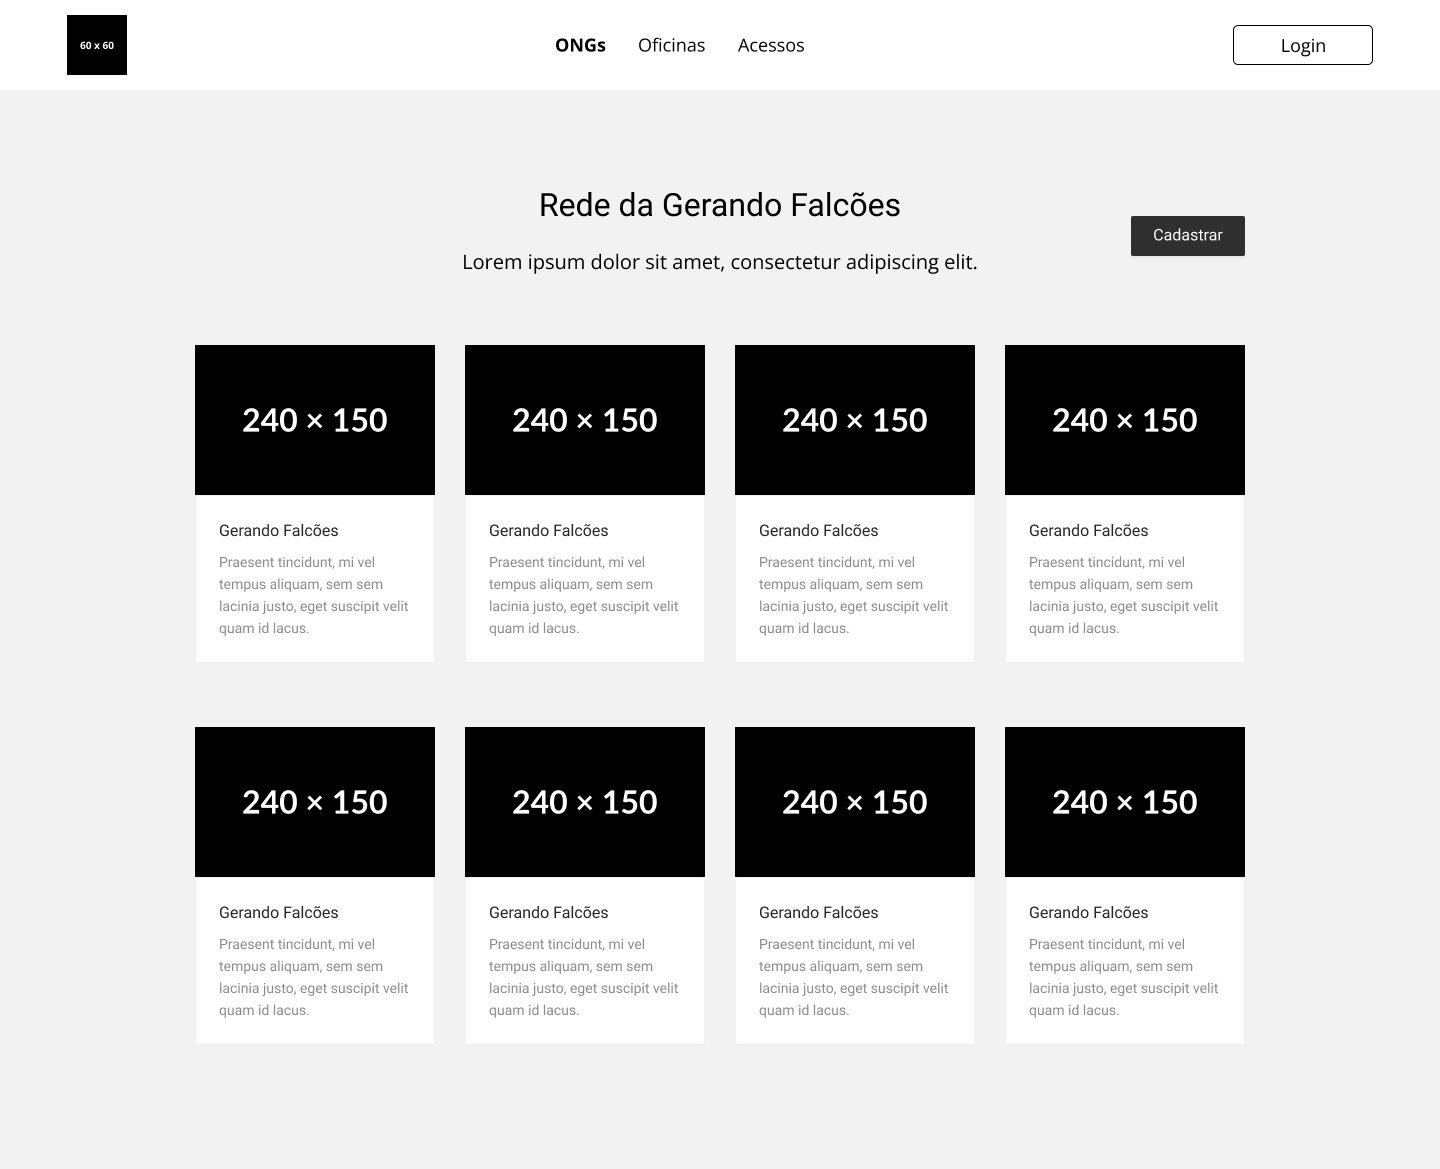 60 x 60
ONGs Oficinas Acessos
Login
Rede da Gerando Falcões
Cadastrar
Lorem ipsum dolor sit amet, consectetur adipiscing elit.
240 × 150
Gerando Falcões
Praesent tincidunt, mi vel
tempus aliquam, sem sem
lacinia justo, eget suscipit velit
quam id lacus.
240 × 150
Gerando Falcões
Praesent tincidunt, mi vel
tempus aliquam, sem sem
lacinia justo, eget suscipit velit
quam id lacus.
240 × 150
Gerando Falcões
Praesent tincidunt, mi vel
tempus aliquam, sem sem
lacinia justo, eget suscipit velit
quam id lacus.
240 × 150
Gerando Falcões
Praesent tincidunt, mi vel
tempus aliquam, sem sem
lacinia justo, eget suscipit velit
quam id lacus.
240 × 150
Gerando Falcões
Praesent tincidunt, mi vel
tempus aliquam, sem sem
lacinia justo, eget suscipit velit
quam id lacus.
240 × 150
Gerando Falcões
Praesent tincidunt, mi vel
tempus aliquam, sem sem
lacinia justo, eget suscipit velit
quam id lacus.
240 × 150
Gerando Falcões
Praesent tincidunt, mi vel
tempus aliquam, sem sem
lacinia justo, eget suscipit velit
quam id lacus.
240 × 150
Gerando Falcões
Praesent tincidunt, mi vel
tempus aliquam, sem sem
lacinia justo, eget suscipit velit
quam id lacus.